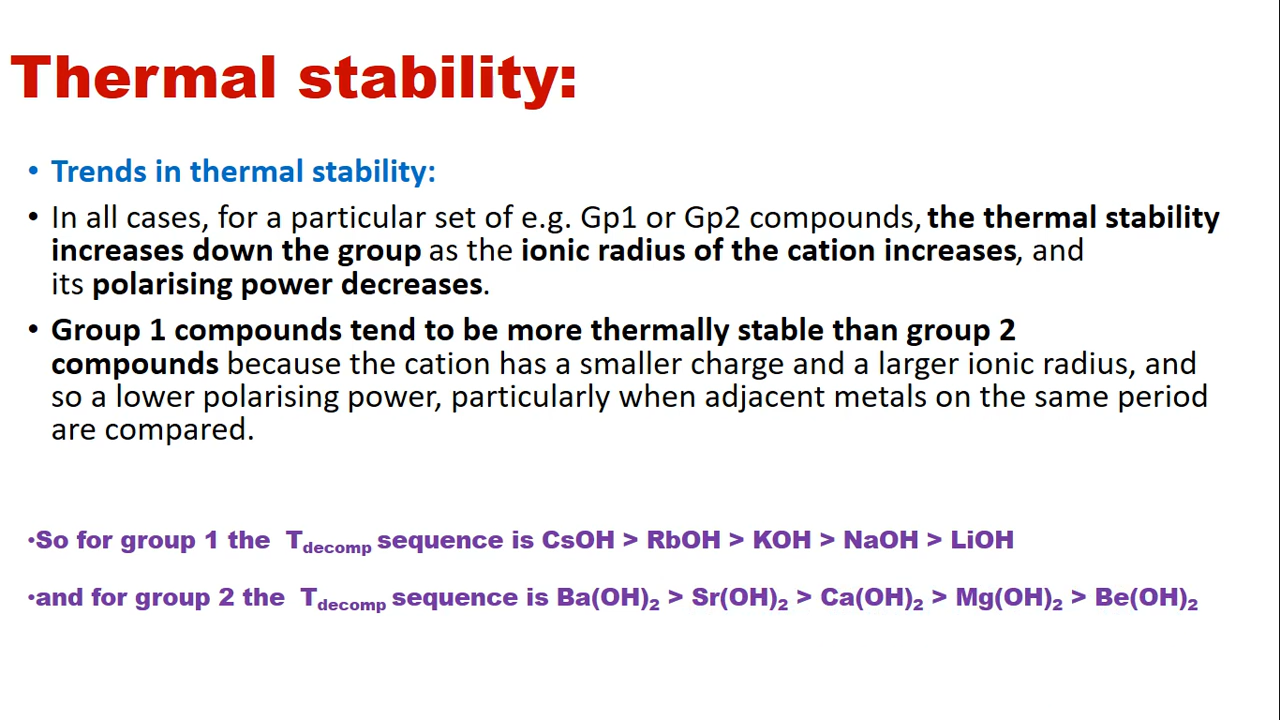 Thermal stability:
• Trends in thermal stability:
• In all cases, for a particular set of e.g. Gp1 or Gp2 compounds, the thermal stability
increases down the group as the ionic radius of the cation increases, and
its polarising power decreases.
• Group 1 compounds tend to be more thermally stable than group 2
compounds because the cation has a smaller charge and a larger ionic radius, and
so a lower polarising power, particularly when adjacent metals on the same period
are compared.
•So for group 1 the T_decomp sequence is CsOH > RbOH > KOH > NaOH > LiOH
•and for group 2 the T_decomp sequence is Ba(OH)₂ > Sr(OH)₂ > Ca(OH)₂ > Mg(OH)₂ > Be(OH)₂